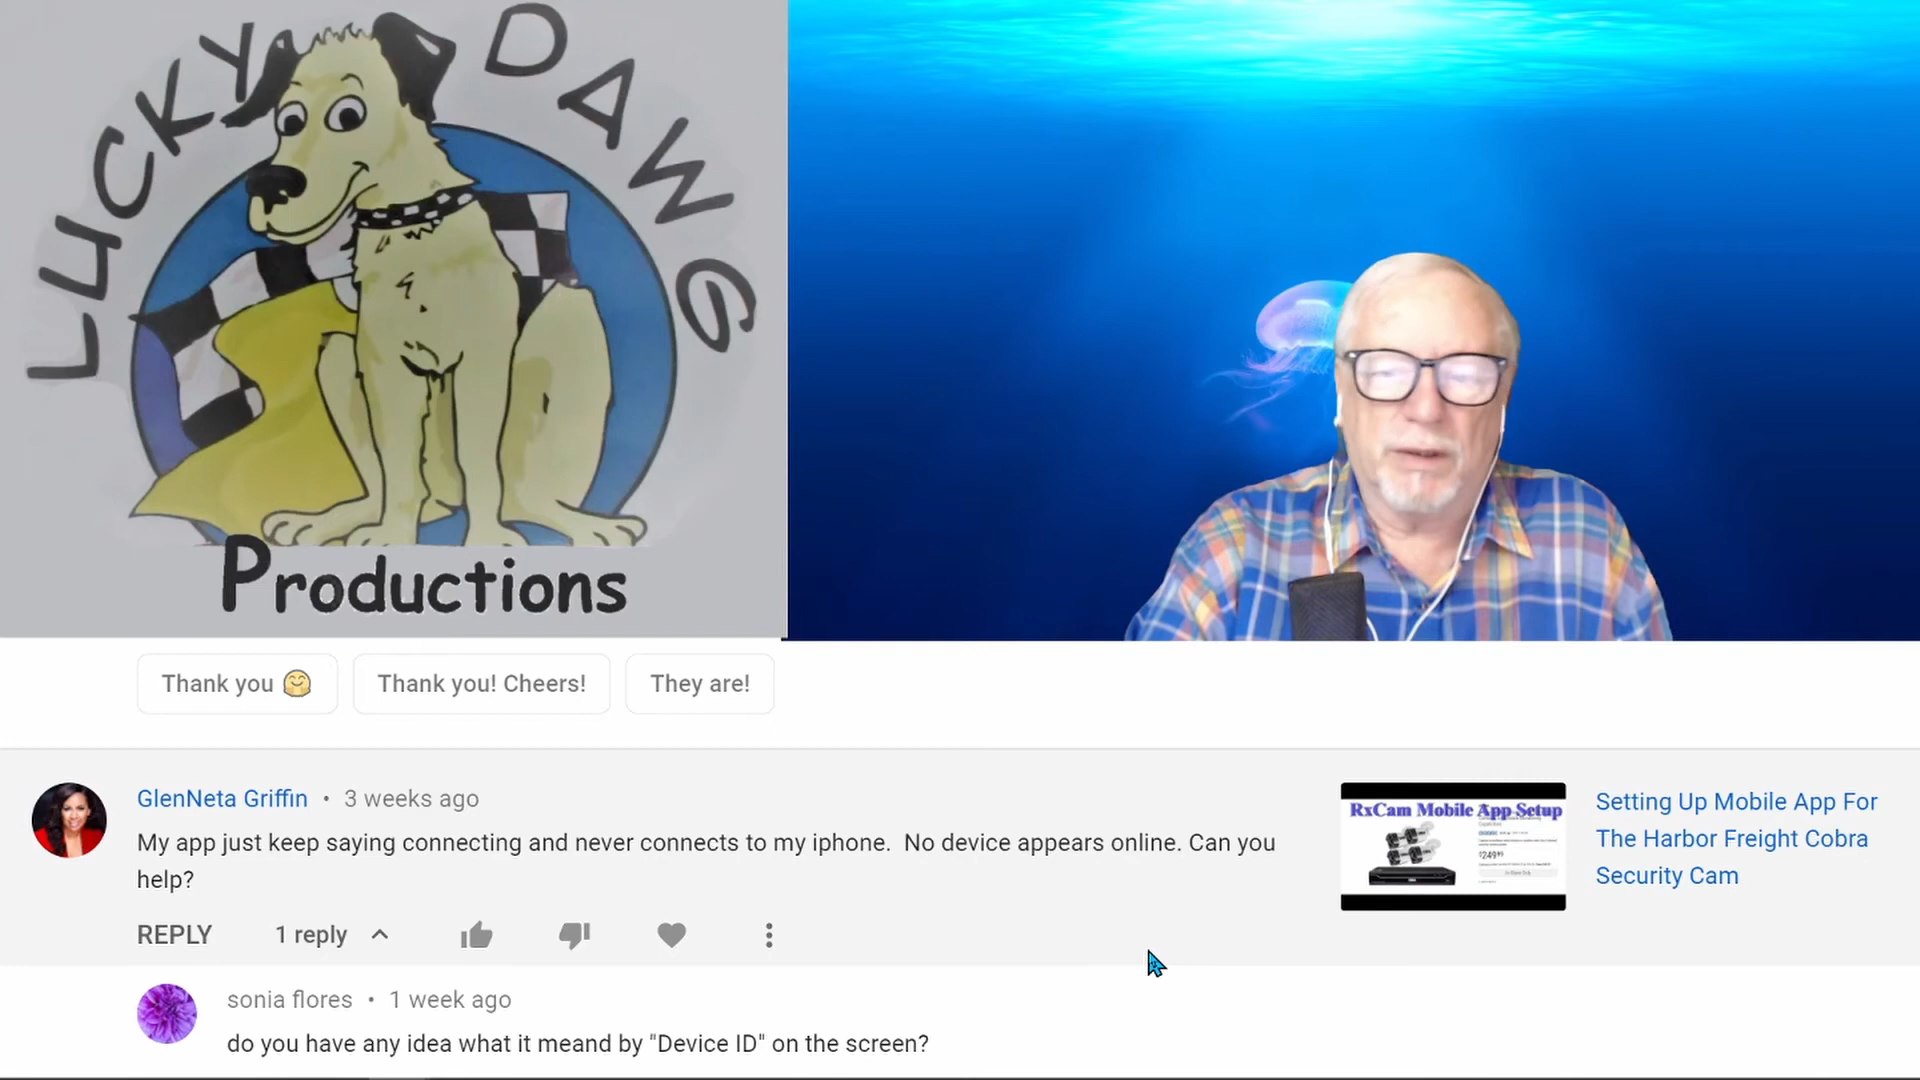 LUCKY DAWG
Productions
Thank you 🤗
Thank you! Cheers!
They are!
GlenNeta Griffin • 3 weeks ago
My app just keep saying connecting and never connects to my iphone.  No device appears online. Can you
help?
REPLY
1 reply
RxCam Mobile App Setup
Setting Up Mobile App For
The Harbor Freight Cobra
Security Cam
sonia flores • 1 week ago
do you have any idea what it meand by "Device ID" on the screen?